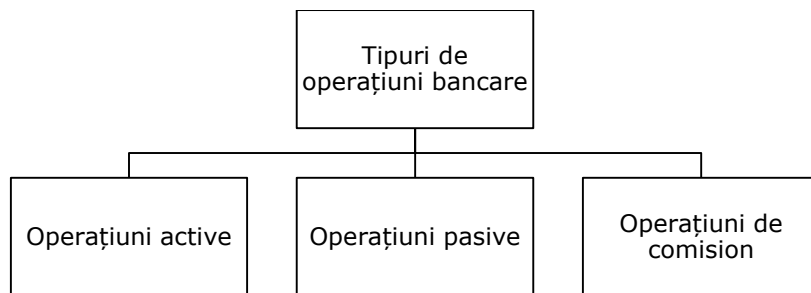 Tipuri de
operațiuni bancare
Operațiuni active
Operațiuni pasive
Operațiuni de
comision